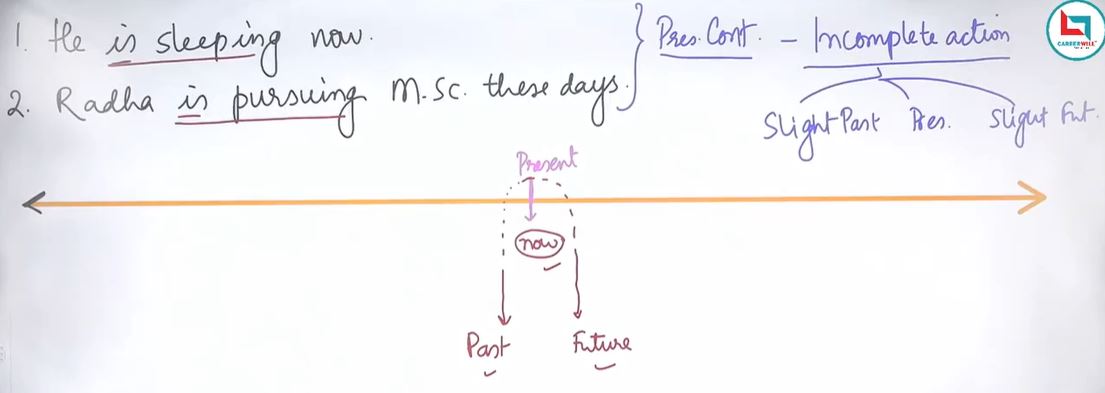 1. He is sleeping now.
2. Radha is pursuing M.Sc. these days.
Pres. Cont. - Incomplete action
Slight Past Pres. Slight Fut.
Present
now
Past Future
CAREERWILL